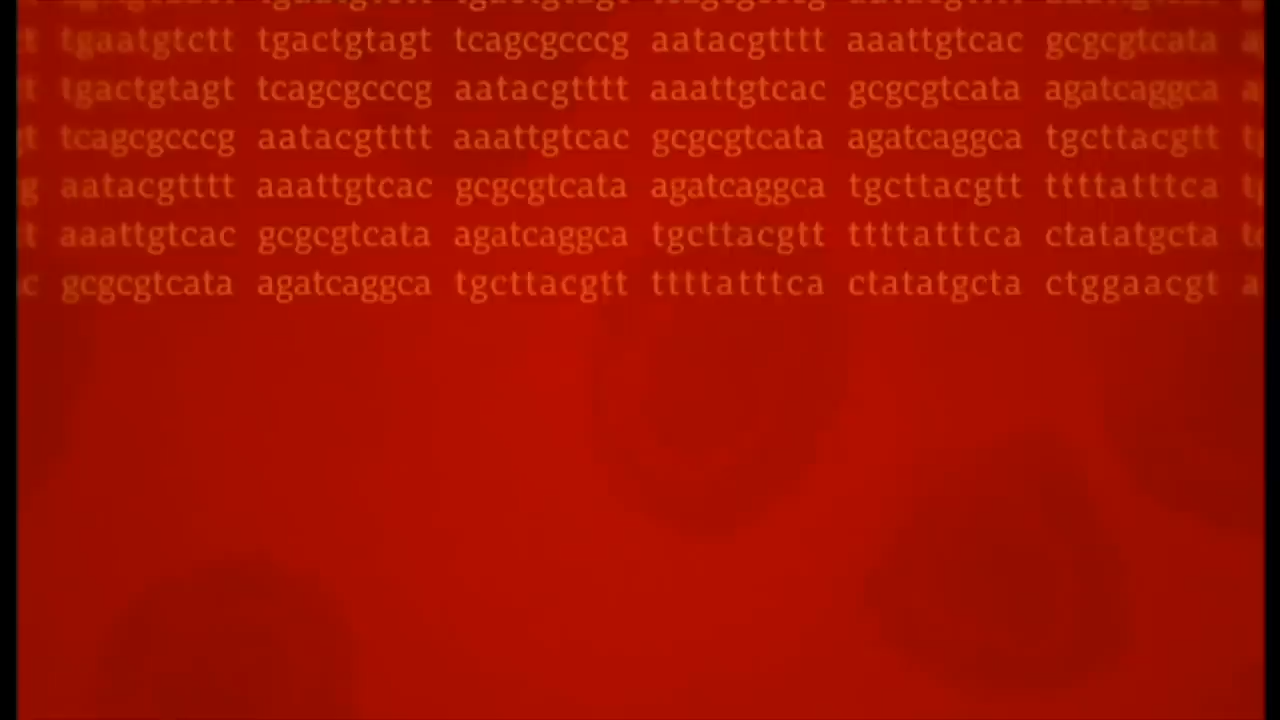 t tgaatgtctt tgactgtagt tcagcgcccg aatacgtttt aaattgtcac gcgcgtcata a
t tgactgtagt tcagcgcccg aatacgtttt aaattgtcac gcgcgtcata agatcaggca a
gt tcagcgcccg aatacgtttt aaattgtcac gcgcgtcata agatcaggca tgcttacgtt t
g aatacgtttt aaattgtcac gcgcgtcata agatcaggca tgcttacgtt ttttatttca t
t aaattgtcac gcgcgtcata agatcaggca tgcttacgtt ttttatttca ctatatgcta t
c gcgcgtcata agatcaggca tgcttacgtt ttttatttca ctatatgcta ctggaacgt a